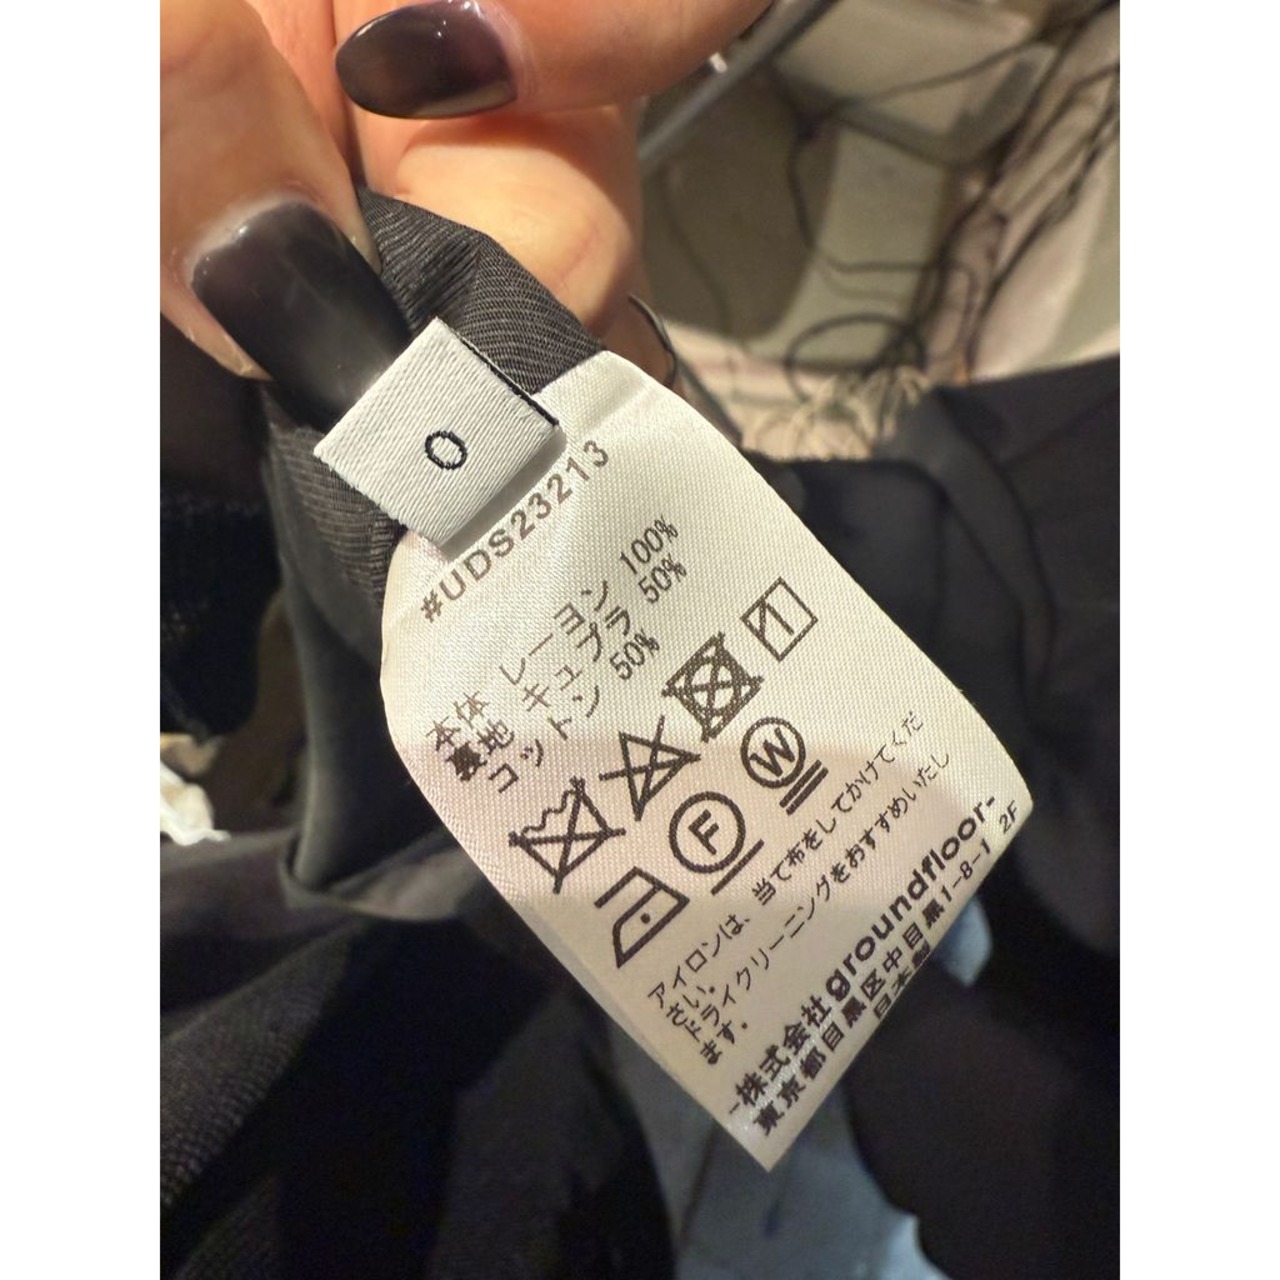 0
#UDS23213
本体 レーヨン 100%
裏地 キュプラ 50%
コットン 50%
F
W
アイロンは、当て布をしてかけてくだ
さい。
ドライクリーニングをおすすめいたし
ます。
-株式会社groundfloor-
東京都目黒区中目黒1-8-1 2F
日本製